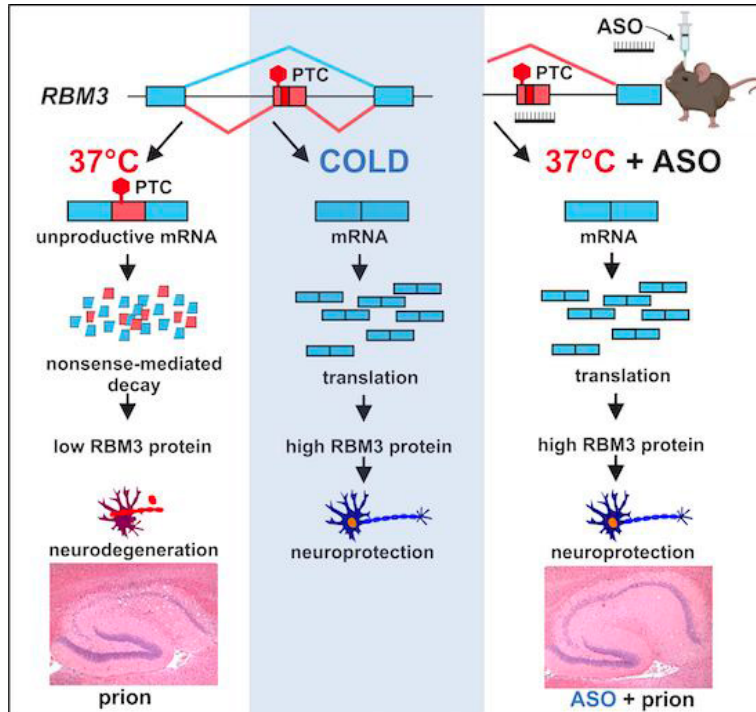 ASO
PTC
PTC
RBM3
37°C
COLD
37°C + ASO
PTC
unproductive mRNA
mRNA
mRNA
nonsense-mediated
decay
translation
translation
low RBM3 protein
high RBM3 protein
high RBM3 protein
neurodegeneration
neuroprotection
neuroprotection
prion
ASO + prion